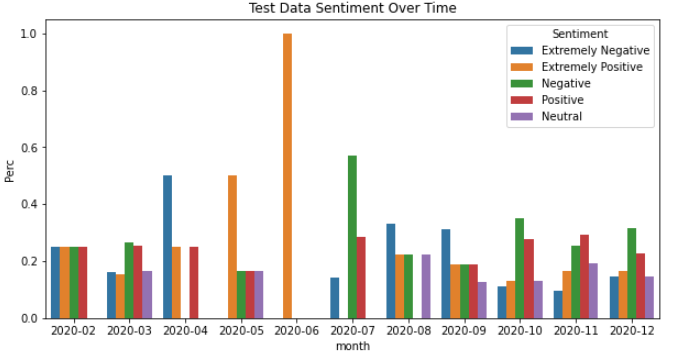 Test Data Sentiment Over Time
Sentiment
Extremely Negative
Extremely Positive
Negative
Positive
Neutral
Perc
1.0
0.8
0.6
0.4
0.2
0.0
2020-02 2020-03 2020-04 2020-05 2020-06 2020-07 2020-08 2020-09 2020-10 2020-11 2020-12
month